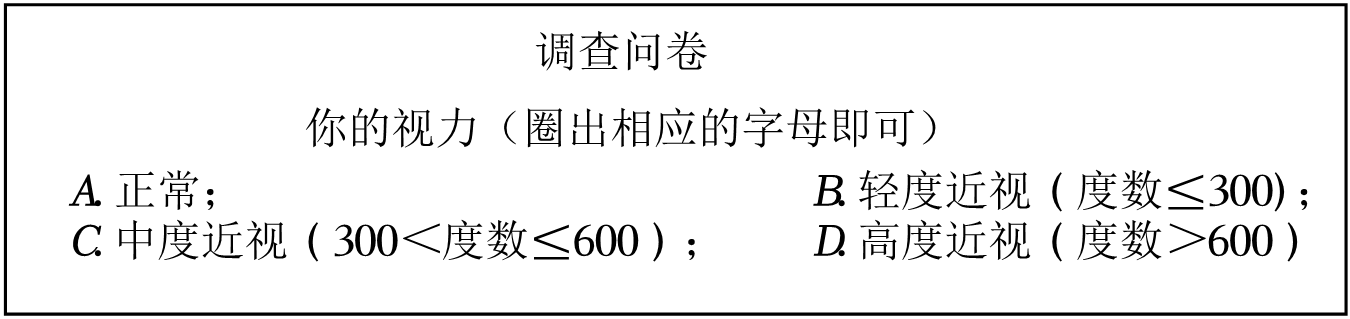 调查问卷
你的视力（圈出相应的字母即可）
A. 正常； B. 轻度近视（度数≤300）；
C. 中度近视（300＜度数≤600）； D. 高度近视（度数＞600）